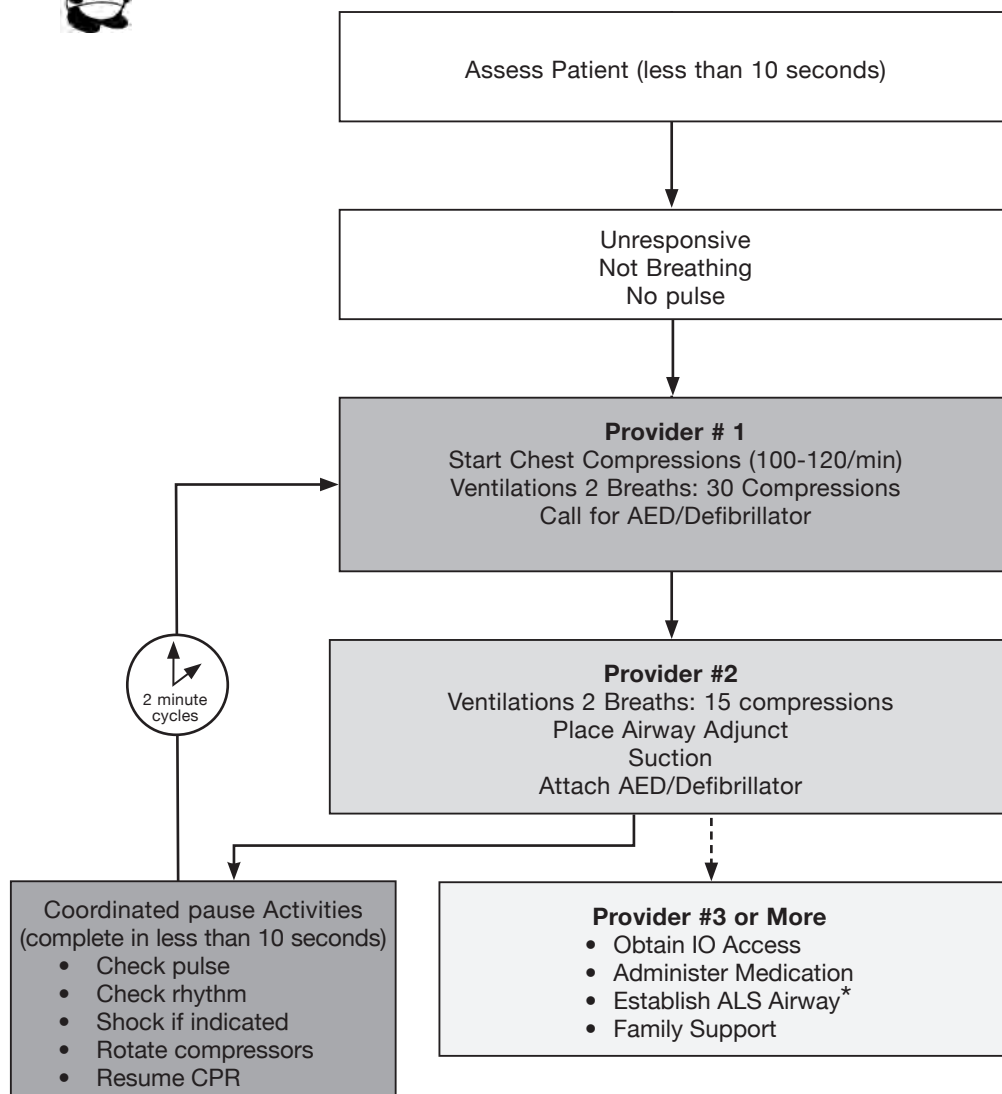 Assess Patient (less than 10 seconds)
Unresponsive
Not Breathing
No pulse
Provider # 1
Start Chest Compressions (100-120/min)
Ventilations 2 Breaths: 30 Compressions
Call for AED/Defibrillator
2 minute
cycles
Provider #2
Ventilations 2 Breaths: 15 compressions
Place Airway Adjunct
Suction
Attach AED/Defibrillator
Coordinated pause Activities
(complete in less than 10 seconds)
• Check pulse
• Check rhythm
• Shock if indicated
• Rotate compressors
• Resume CPR
Provider #3 or More
• Obtain IO Access
• Administer Medication
• Establish ALS Airway*
• Family Support